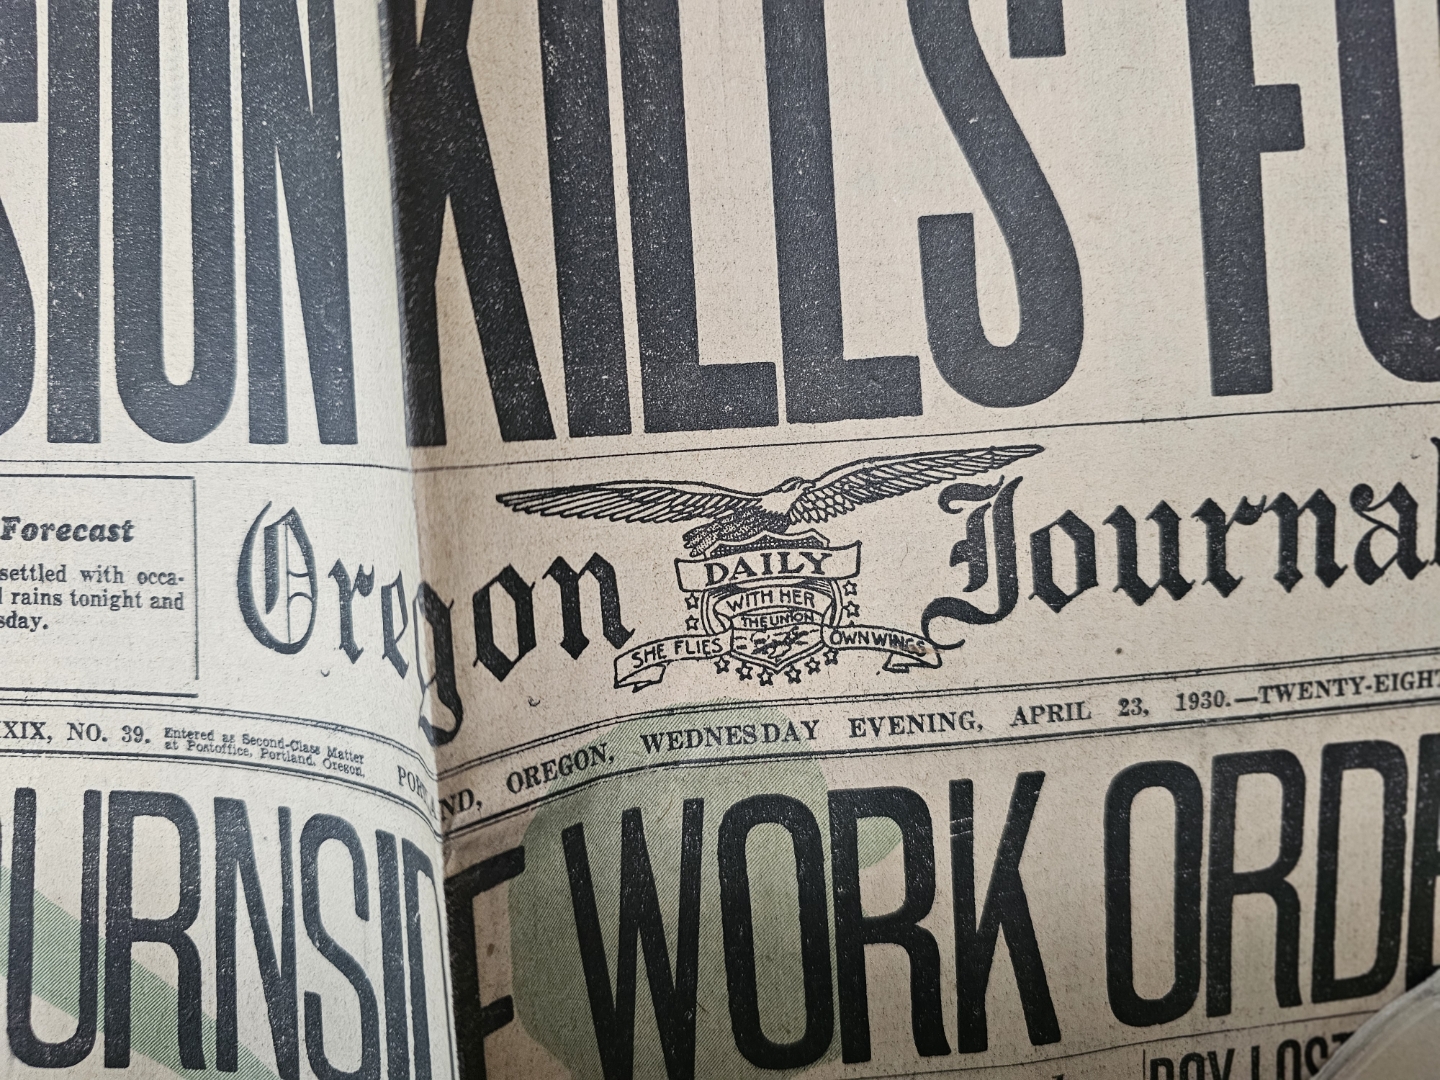 SION KILLS FO
Forecast
settled with occa-
rains tonight and
sday.
Oregon DAILY Journal
WITH HER
THE UNION
SHE FLIES OWN WINGS
XXIX, NO. 39. Entered as Second-Class Matter
at Postoffice, Portland, Oregon.
PORTLAND, OREGON, WEDNESDAY EVENING, APRIL 23, 1930.—TWENTY-EIGHT
URNSIDE WORK ORDE
BOY LOST